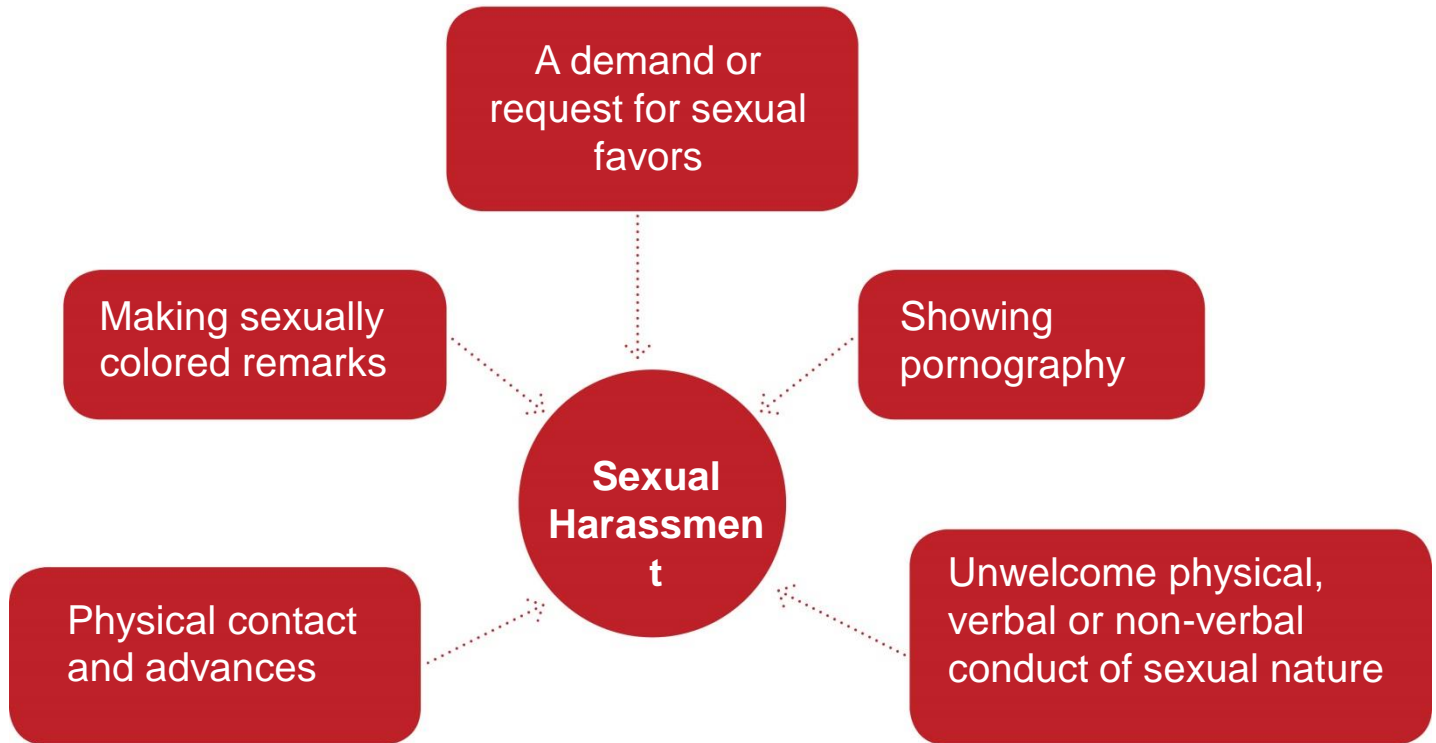 A demand or
request for sexual
favors
Making sexually
colored remarks
Showing
pornography
Sexual
Harassmen
t
Physical contact
and advances
Unwelcome physical,
verbal or non-verbal
conduct of sexual nature